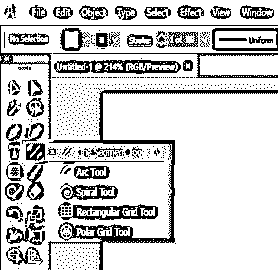 File Edit Object Type Select Effect View Window
No Selection Stroke Uniform
Untitled-1 @ 214% (RGB/Preview)
Arc Tool
Spiral Tool
Rectangular Grid Tool
Polar Grid Tool